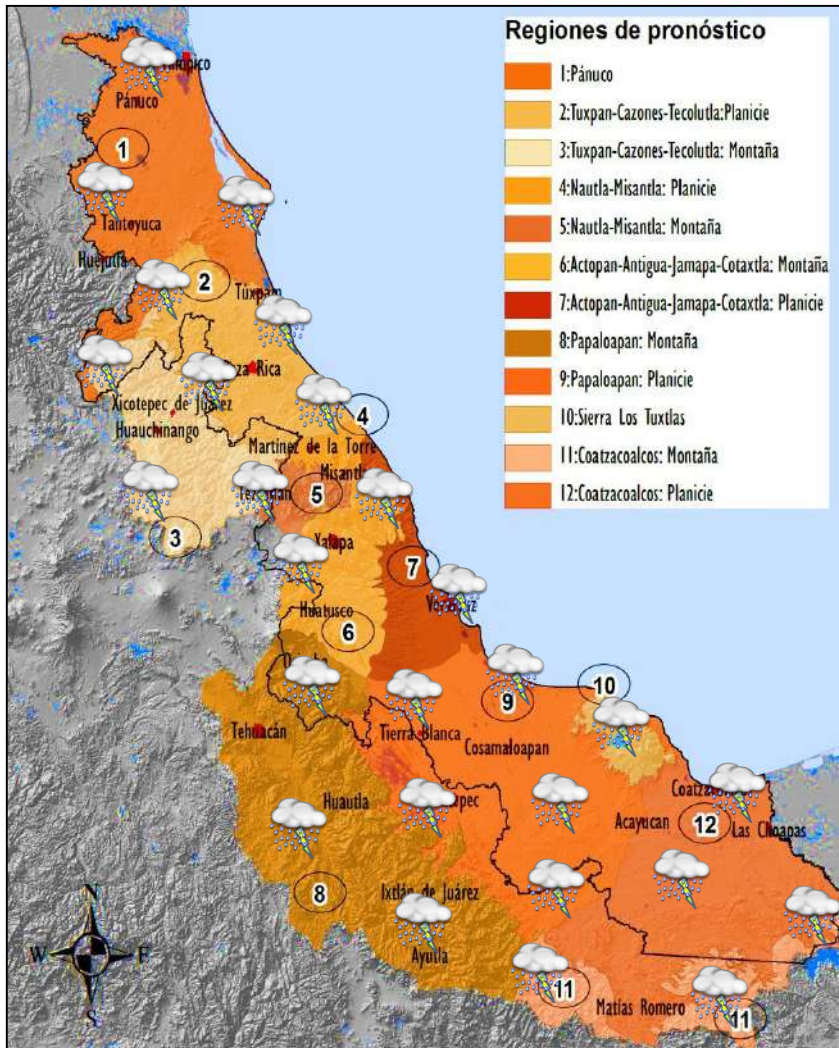 Regiones de pronóstico
1:Pánuco
2:Tuxpan-Cazones-Tecolutla:Planicie
3:Tuxpan-Cazones-Tecolutla: Montaña
4:Nautla-Misantla: Planicie
5:Nautla-Misantla: Montaña
6:Actopan-Antigua-Jamapa-Cotaxtla: Montaña
7:Actopan-Antigua-Jamapa-Cotaxtla: Planicie
8:Papaloapan: Montaña
9:Papaloapan: Planicie
10:Sierra Los Tuxtlas
11:Coatzacoalcos: Montaña
12:Coatzacoalcos: Planicie
Pánuco
1
Tantoyuca
Huejutla
2
Túxpam
Xicotepec de Juárez
4
Huauchinango
Martínez de la Torre
5
3
Xalapa
7
Huatusco
6
10
9
Tehuacán
Tierra Blanca
Cosamaloapan
Huautla
Acayucan
12
Las Choapas
8
Ixtlán de Juárez
Ayutla
11
Matías Romero
11
N
W
E
S